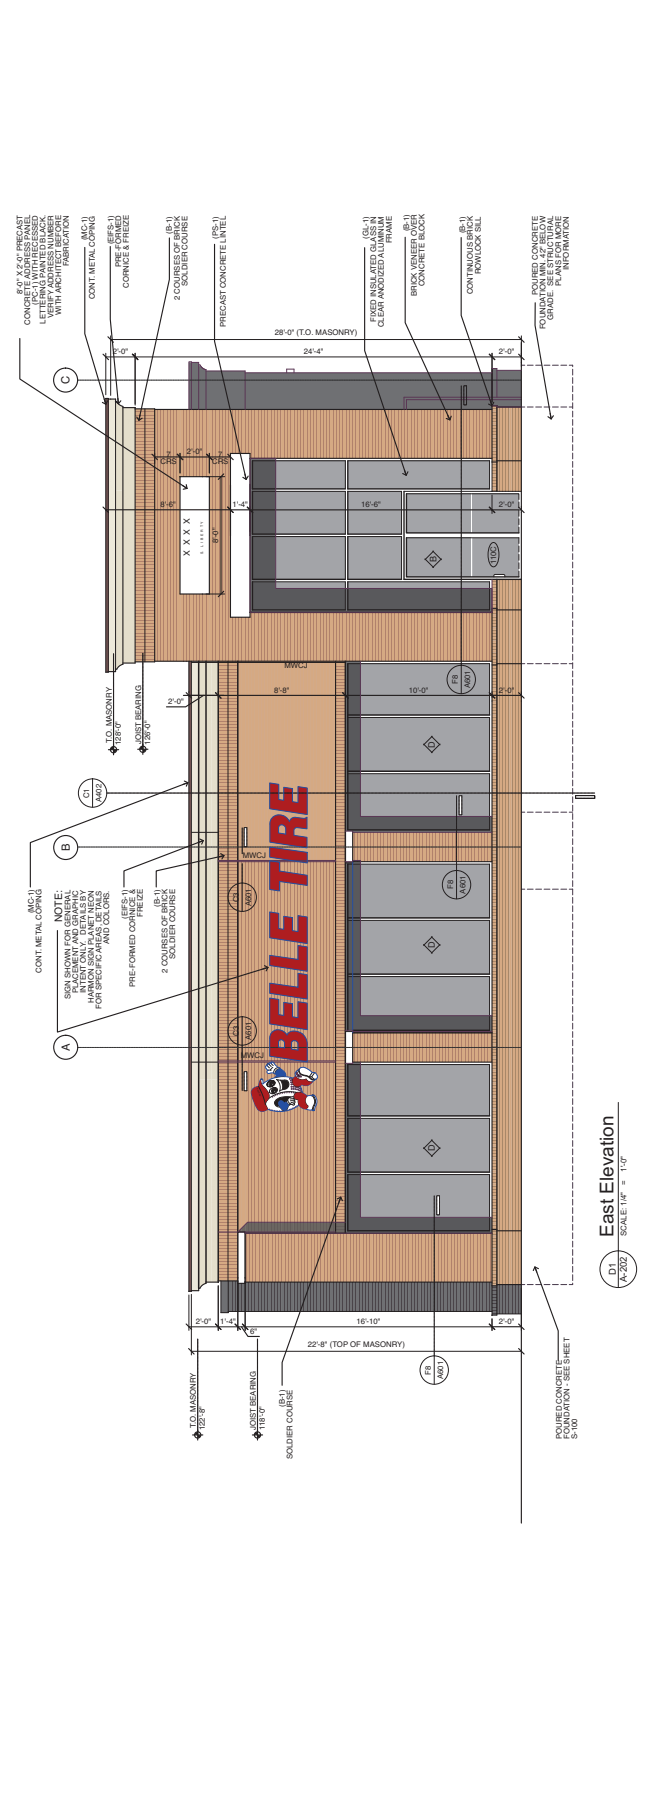 (MC-1)
CONT. METAL COPING
NOTE:
SIGN SHOWN FOR GENERAL
PLACEMENT AND GRAPHIC
INTENT ONLY. DETAILS BY
HARMON SIGN PLANET NEON
FOR SPECIFIC AREAS, DETAILS
AND COLORS.
(EIFS-1)
PRE-FORMED CORNICE &
FREIZE
(B-1)
2 COURSES OF BRICK
SOLDIER COURSE
8'-0" X 2'-0" PRECAST
CONCRETE ADDRESS PANEL
(PC-1) WITH RECESSED
LETTERING PAINTED BLACK.
VERIFY ADDRESS NUMBER
WITH ARCHITECT BEFORE
FABRICATION
(MC-1)
CONT. METAL COPING
(EIFS-1)
PRE-FORMED
CORNICE & FREIZE
(B-1)
2 COURSES OF BRICK
SOLDIER COURSE
(PS-1)
PRECAST CONCRETE LINTEL
(GL-1)
FIXED INSULATED GLASS IN
CLEAR ANODIZED ALUMINUM
FRAME
(B-1)
BRICK VENEER OVER
CONCRETE BLOCK
(B-1)
CONTINUOUS BRICK
ROWLOCK SILL
POURED CONCRETE
FOUNDATION MIN. 42" BELOW
GRADE. SEE STRUCTURAL
PLANS FOR MORE
INFORMATION
A
B
C
C1
A402
T.O. MASONRY
128'-0"
JOIST BEARING
126'-0"
2'-0"
24'-4"
2'-0"
28'-0" (T.O. MASONRY)
7
CRS
2'-0"
7
CRS
8'-6"
1'-4"
16'-6"
2'-0"
8'-0"
X X X X
B
110C
MWCJ
MWCJ
MWCJ
2'-0"
8'-8"
10'-0"
2'-0"
C3
A601
C3
A601
F8
A601
F8
A601
F8
A601
D
D
D
BELLE TIRE
T.O. MASONRY
122'-8"
JOIST BEARING
118'-0"
2'-0"
1'-4"
6"
16'-10"
2'-0"
22'-8" (TOP OF MASONRY)
(B-1)
SOLDIER COURSE
POURED CONCRETE
FOUNDATION - SEE SHEET
S-100
D1
A-202
East Elevation
SCALE: 1/4" = 1'-0"